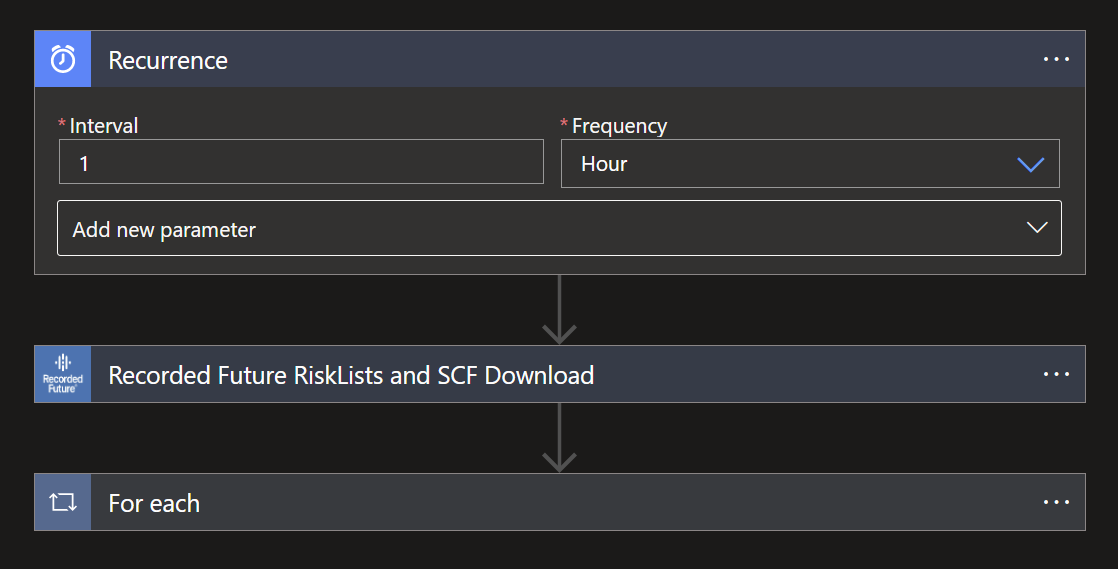 Recurrence
* Interval
* Frequency
1
Hour
Add new parameter
Recorded
Future
Recorded Future RiskLists and SCF Download
For each